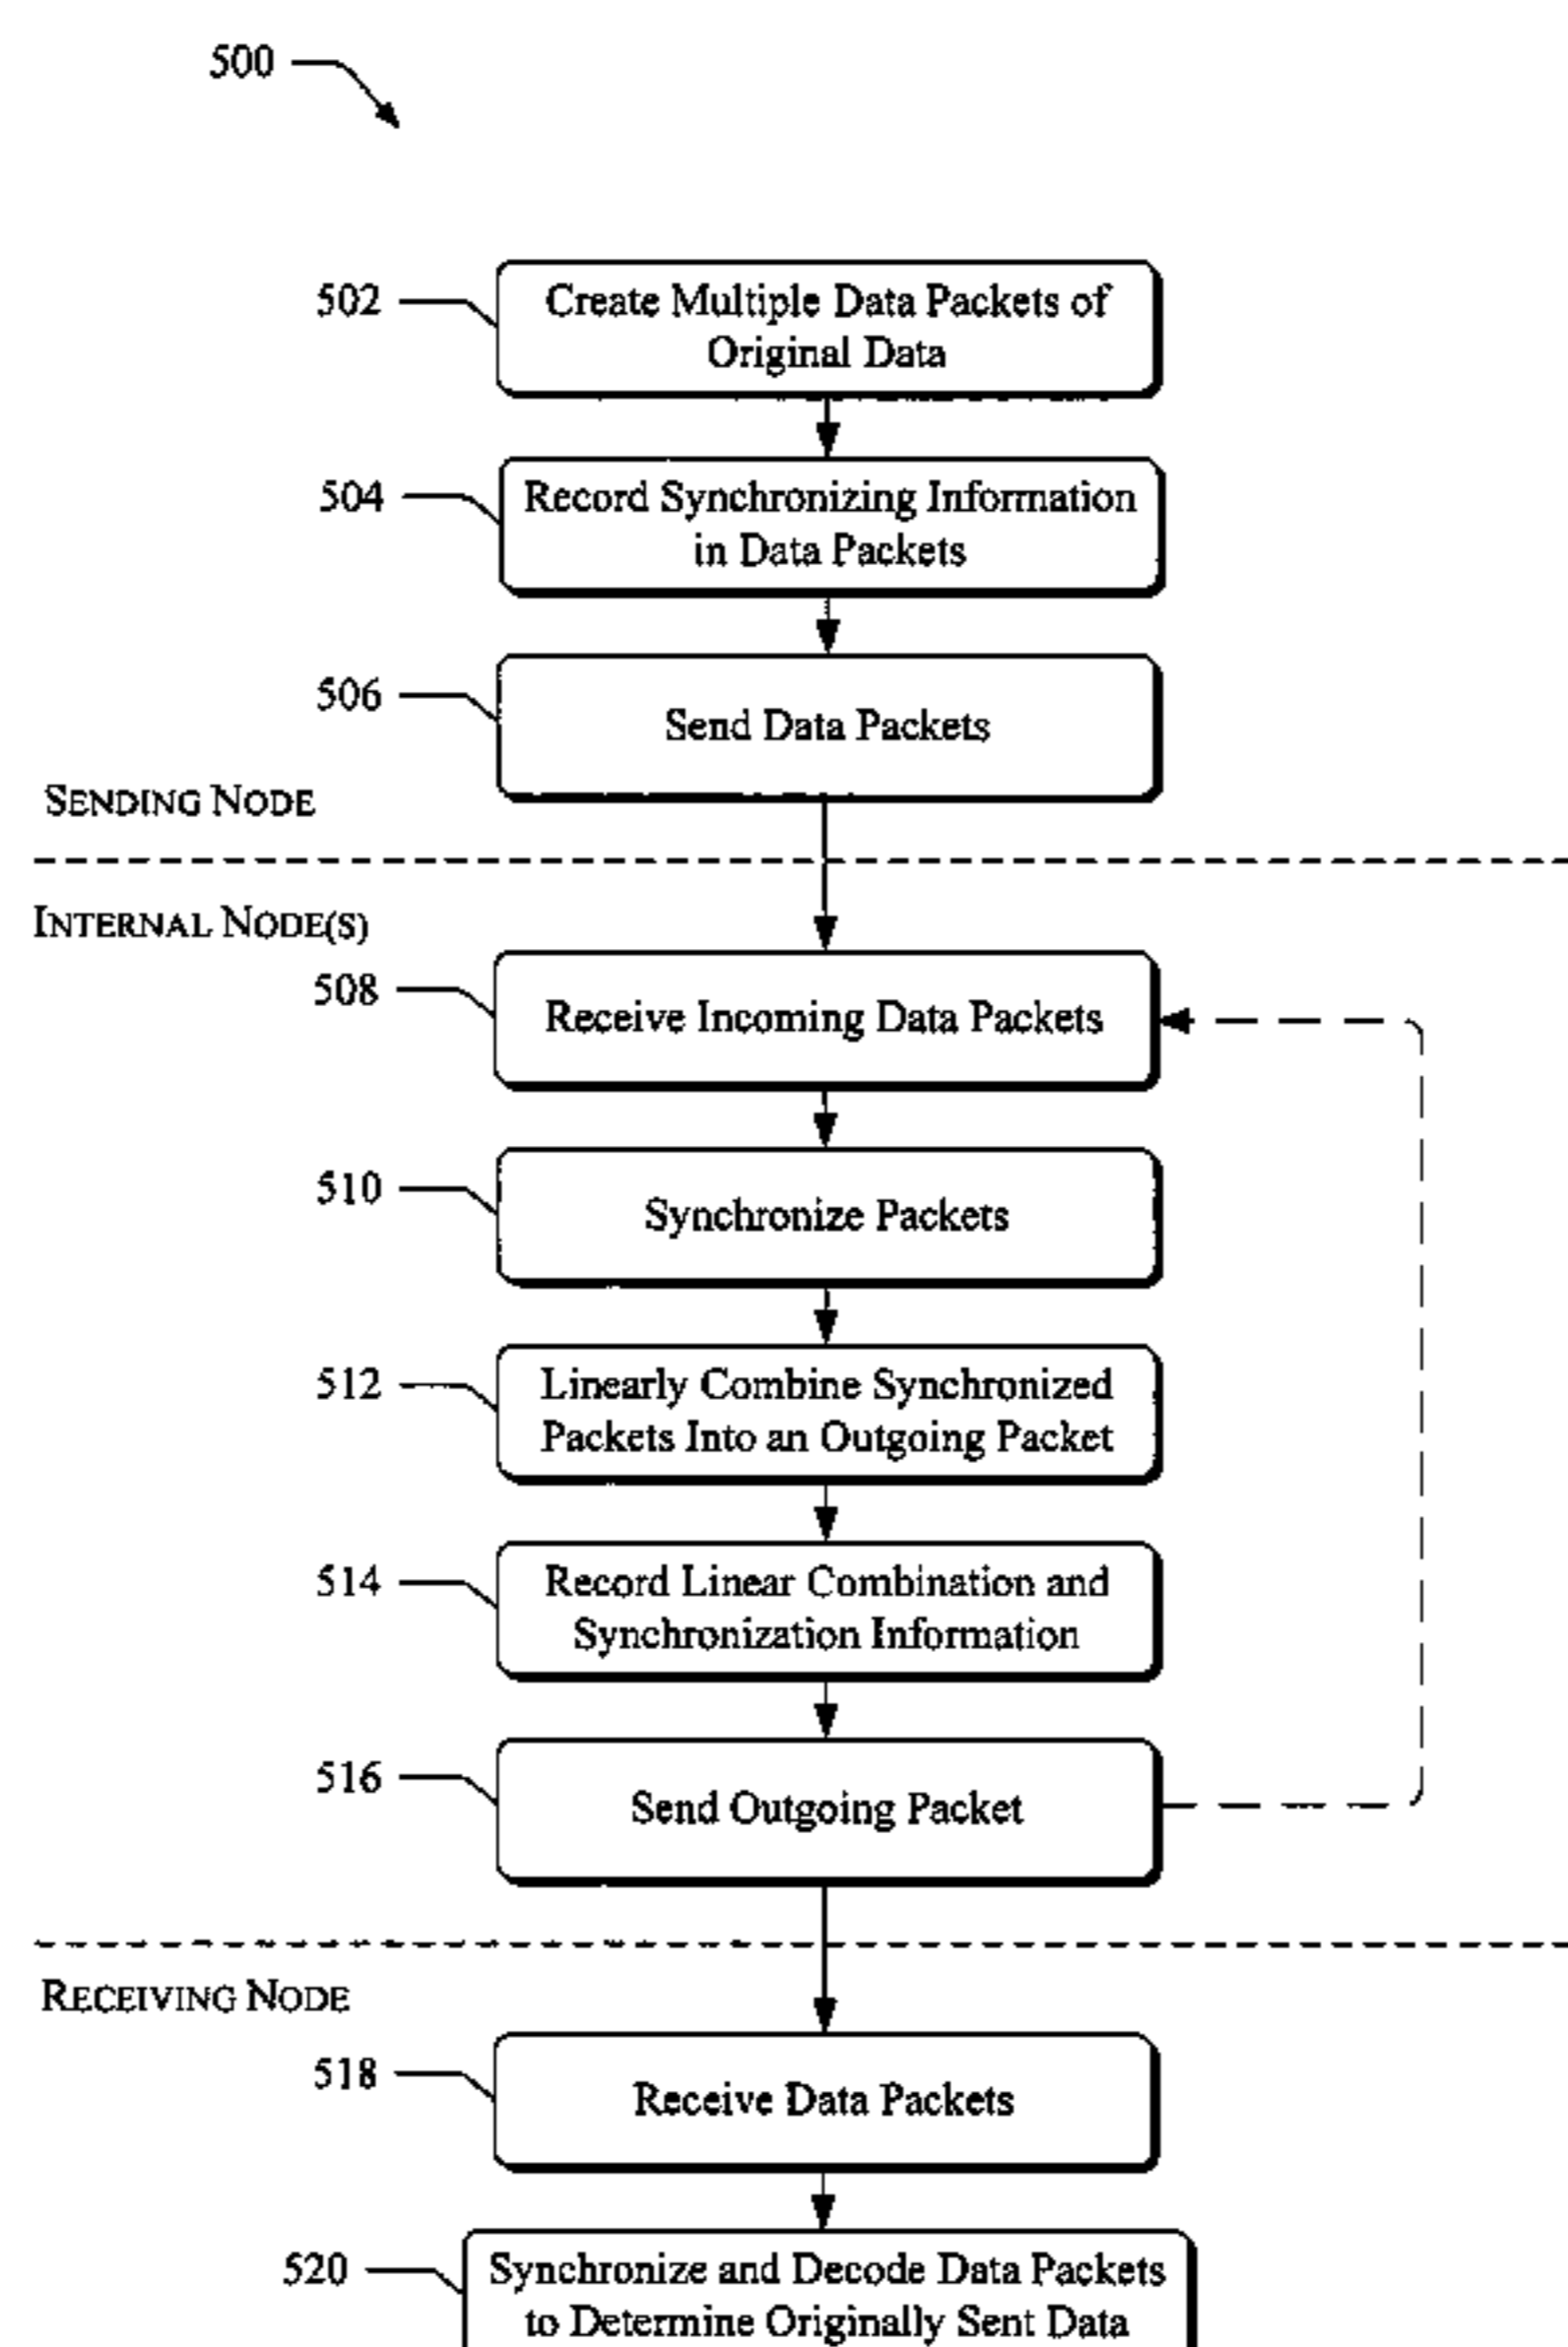 500
502
Create Multiple Data Packets of
Original Data
504
Record Synchronizing Information
in Data Packets
506
Send Data Packets
SENDING NODE
INTERNAL NODE(S)
508
Receive Incoming Data Packets
510
Synchronize Packets
512
Linearly Combine Synchronized
Packets Into an Outgoing Packet
514
Record Linear Combination and
Synchronization Information
516
Send Outgoing Packet
RECEIVING NODE
518
Receive Data Packets
520
Synchronize and Decode Data Packets
to Determine Originally Sent Data